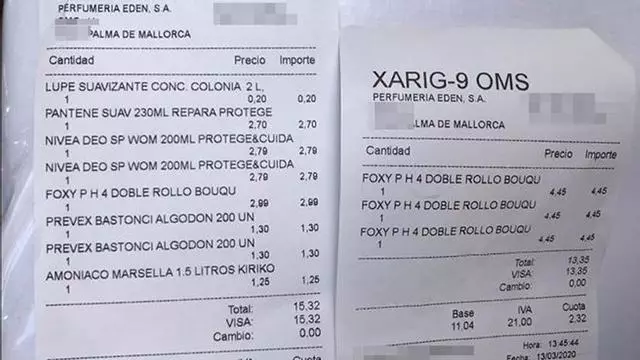 PERFUMERIA EDEN, S.A.
PALMA DE MALLORCA
Cantidad Precio Importe
LUPE SUAVIZANTE CONC. COLONIA 2 L,
1 0,20 0,20
PANTENE SUAV 230ML REPARA PROTEGE
1 2,70 2,70
NIVEA DEO SP WOM 200ML PROTEGE&CUIDA
1 2,79 2,79
NIVEA DEO SP WOM 200ML PROTEGE&CUIDA
1 2,79 2,79
FOXY P H 4 DOBLE ROLLO BOUQU
1 2,99 2,99
PREVEX BASTONCI ALGODON 200 UN
1 1,30 1,30
PREVEX BASTONCI ALGODON 200 UN
1 1,30 1,30
AMONIACO MARSELLA 1.5 LITROS KIRIKO
1 1,25 1,25
Total: 15,32
VISA: 15,32
Cambio: 0,00
XARIG-9 OMS
PERFUMERIA EDEN, S.A.
ALMA DE MALLORCA
Cantidad Precio Importe
FOXY P H 4 DOBLE ROLLO BOUQU
1 4,45 4,45
FOXY P H 4 DOBLE ROLLO BOUQU
1 4,45 4,45
FOXY P H 4 DOBLE ROLLO BOUQU
1 4,45 4,45
Total: 13,35
VISA: 13,35
Cambio: 0,00
Base IVA Cuota
11.04 21,00 2.32
Hora: 13:45:44
Fecha: 13/03/2020